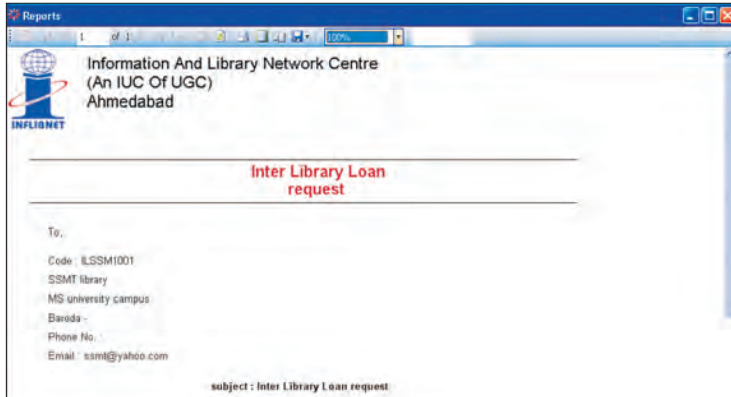 Reports
1 of 1 100%
Information And Library Network Centre
(An IUC Of UGC)
Ahmedabad
INFLIBNET
Inter Library Loan
request
To,
Code : ILSSM1001
SSMT library
MS university campus
Baroda -
Phone No. :
Email : ssmt@yahoo.com
subject : Inter Library Loan request